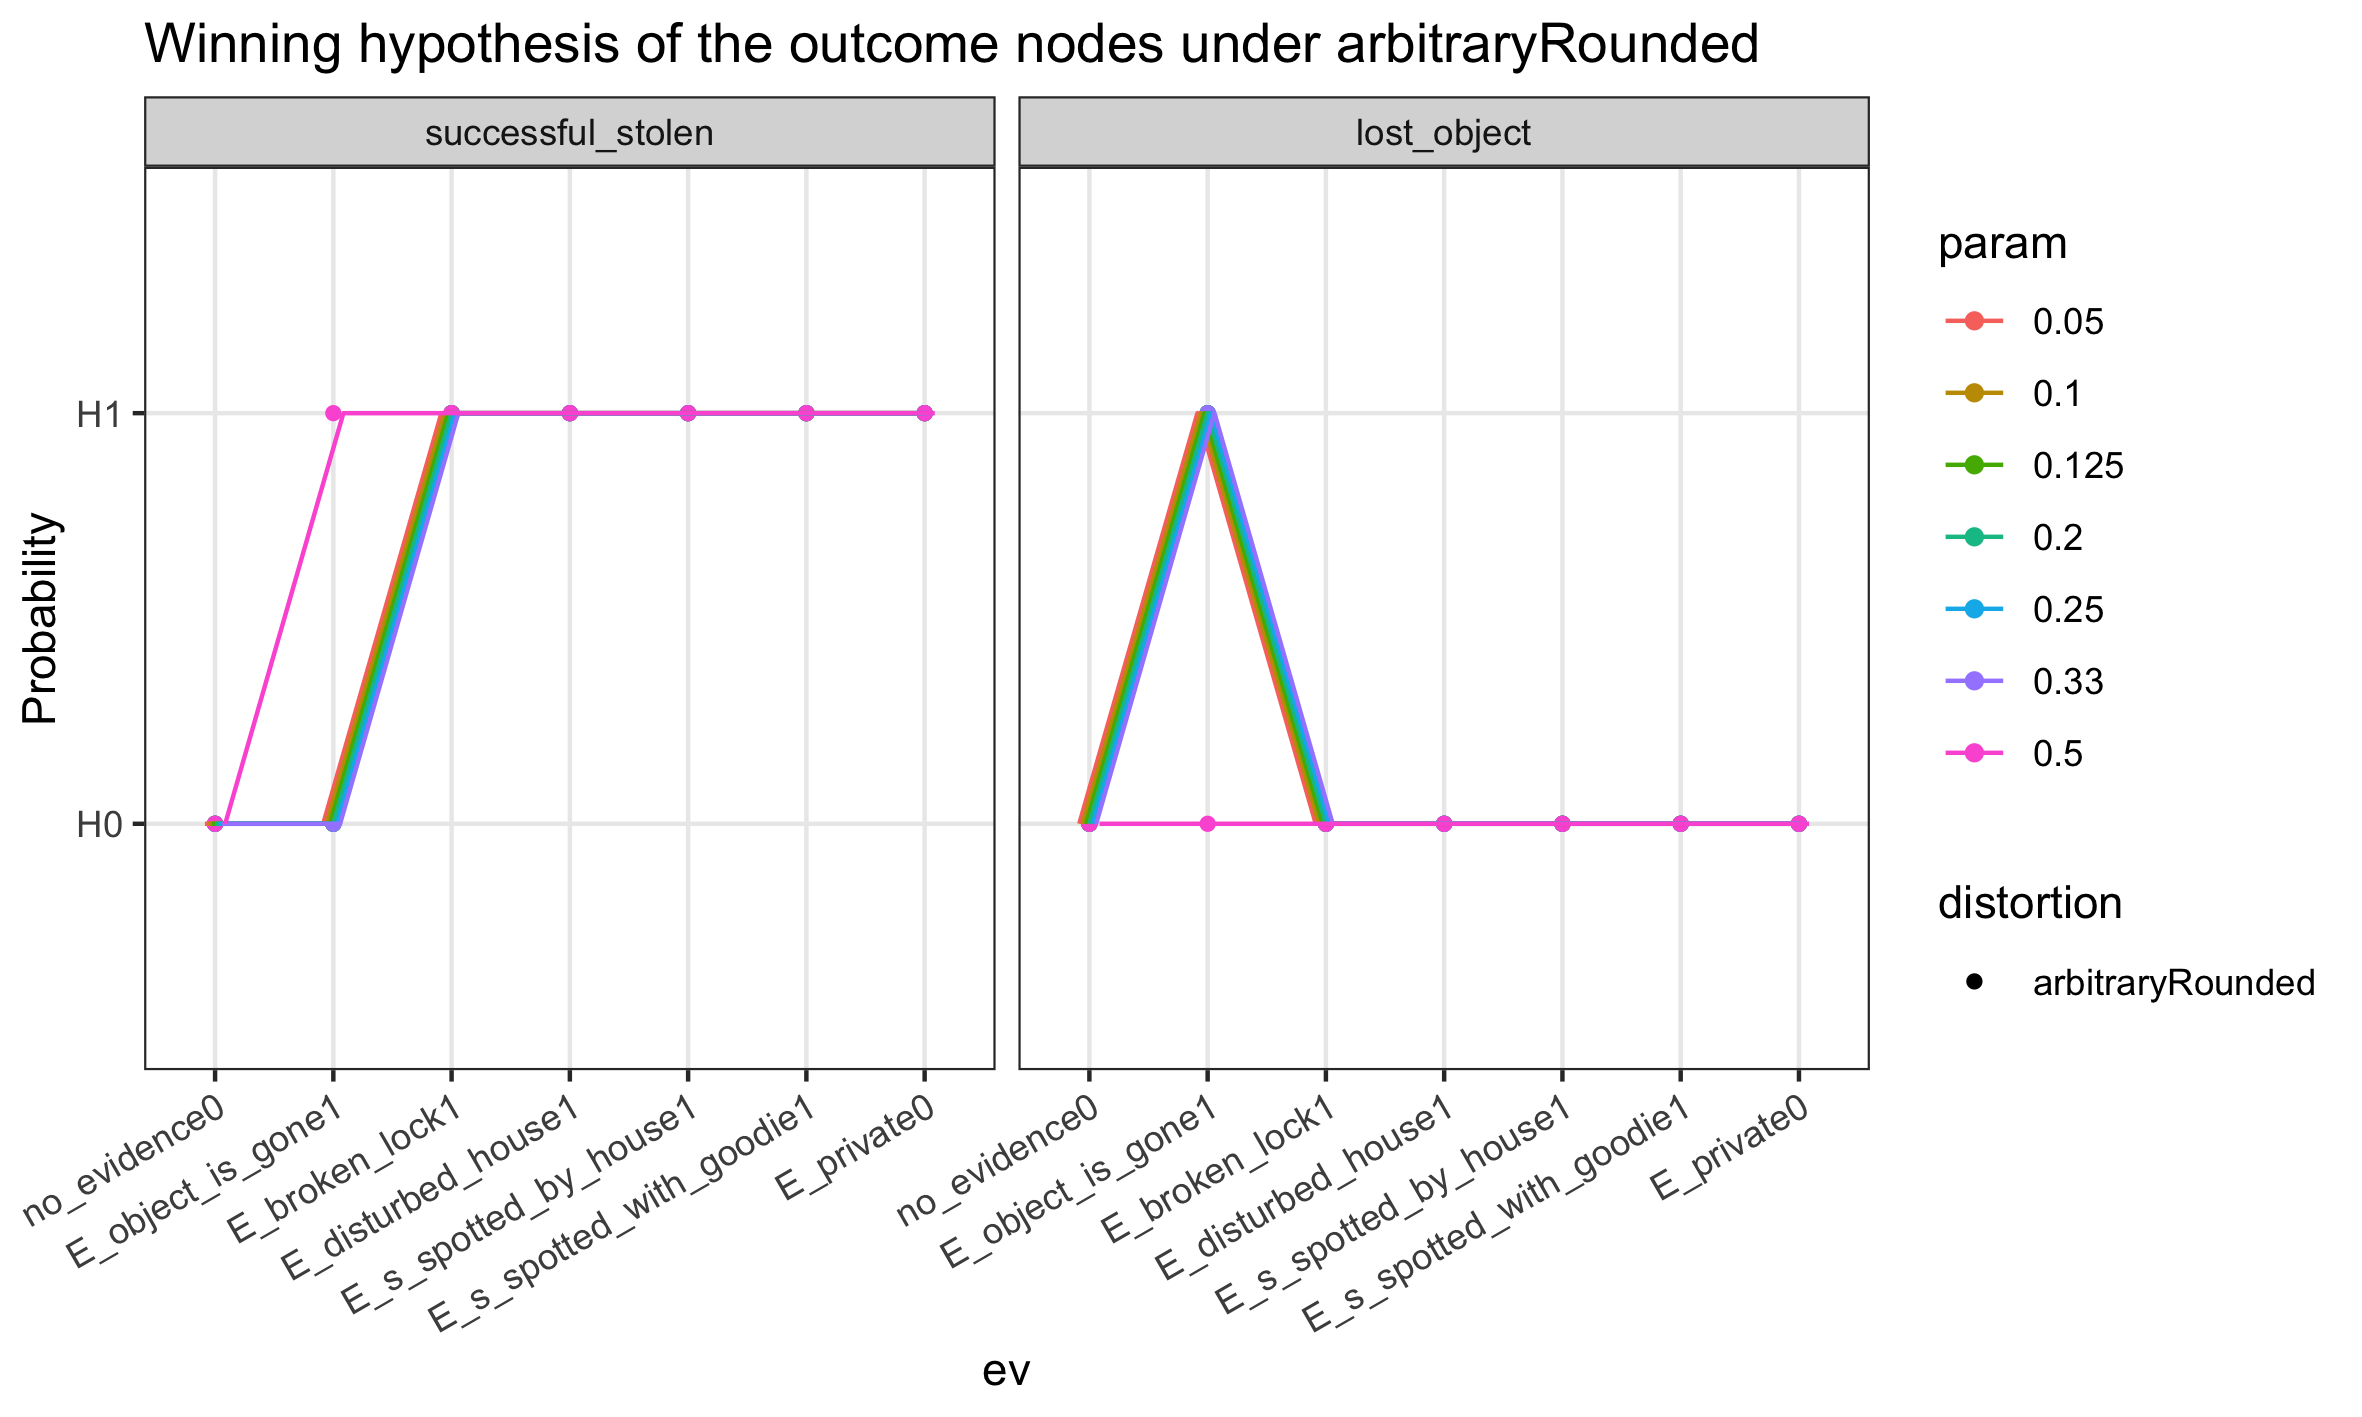 Winning hypothesis of the outcome nodes under arbitraryRounded
successful_stolen
lost_object
Probability
H1
H0
no_evidence0
E_object_is_gone1
E_broken_lock1
E_disturbed_house1
E_s_spotted_by_house1
E_s_spotted_with_goodie1
E_private0
no_evidence0
E_object_is_gone1
E_broken_lock1
E_disturbed_house1
E_s_spotted_by_house1
E_s_spotted_with_goodie1
E_private0
ev
param
0.05
0.1
0.125
0.2
0.25
0.33
0.5
distortion
arbitraryRounded